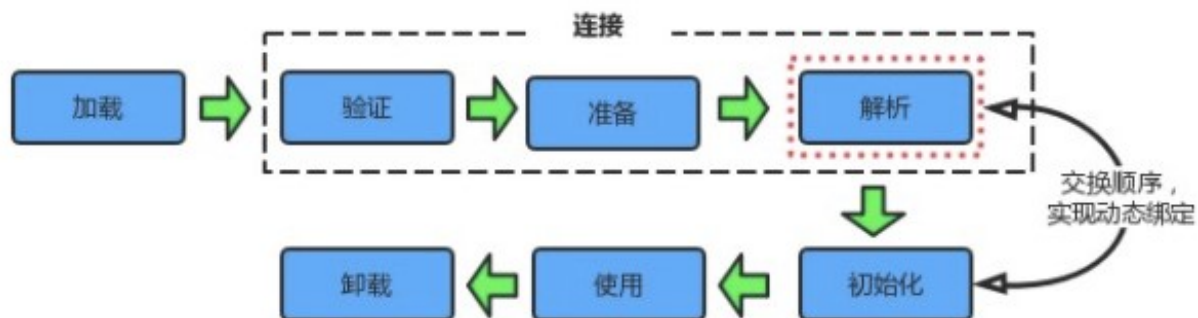 连接
加载
验证
准备
解析
交换顺序，
实现动态绑定
卸载
使用
初始化